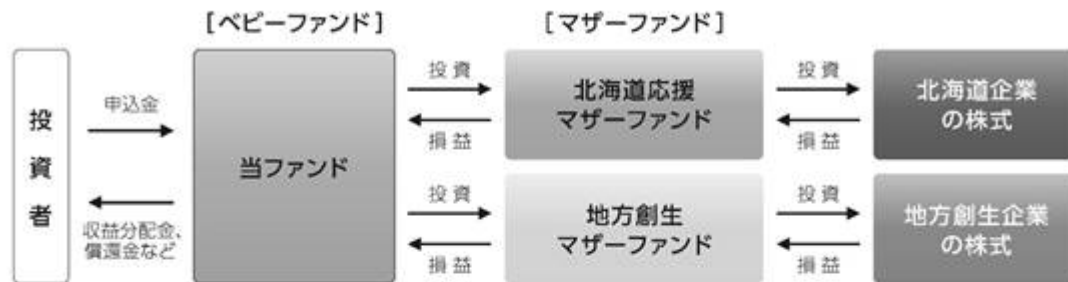 [ベビーファンド]
[マザーファンド]
投資者
申込金
収益分配金、
償還金など
当ファンド
投資
損益
北海道応援
マザーファンド
投資
損益
北海道企業
の株式
投資
損益
地方創生
マザーファンド
投資
損益
地方創生企業
の株式